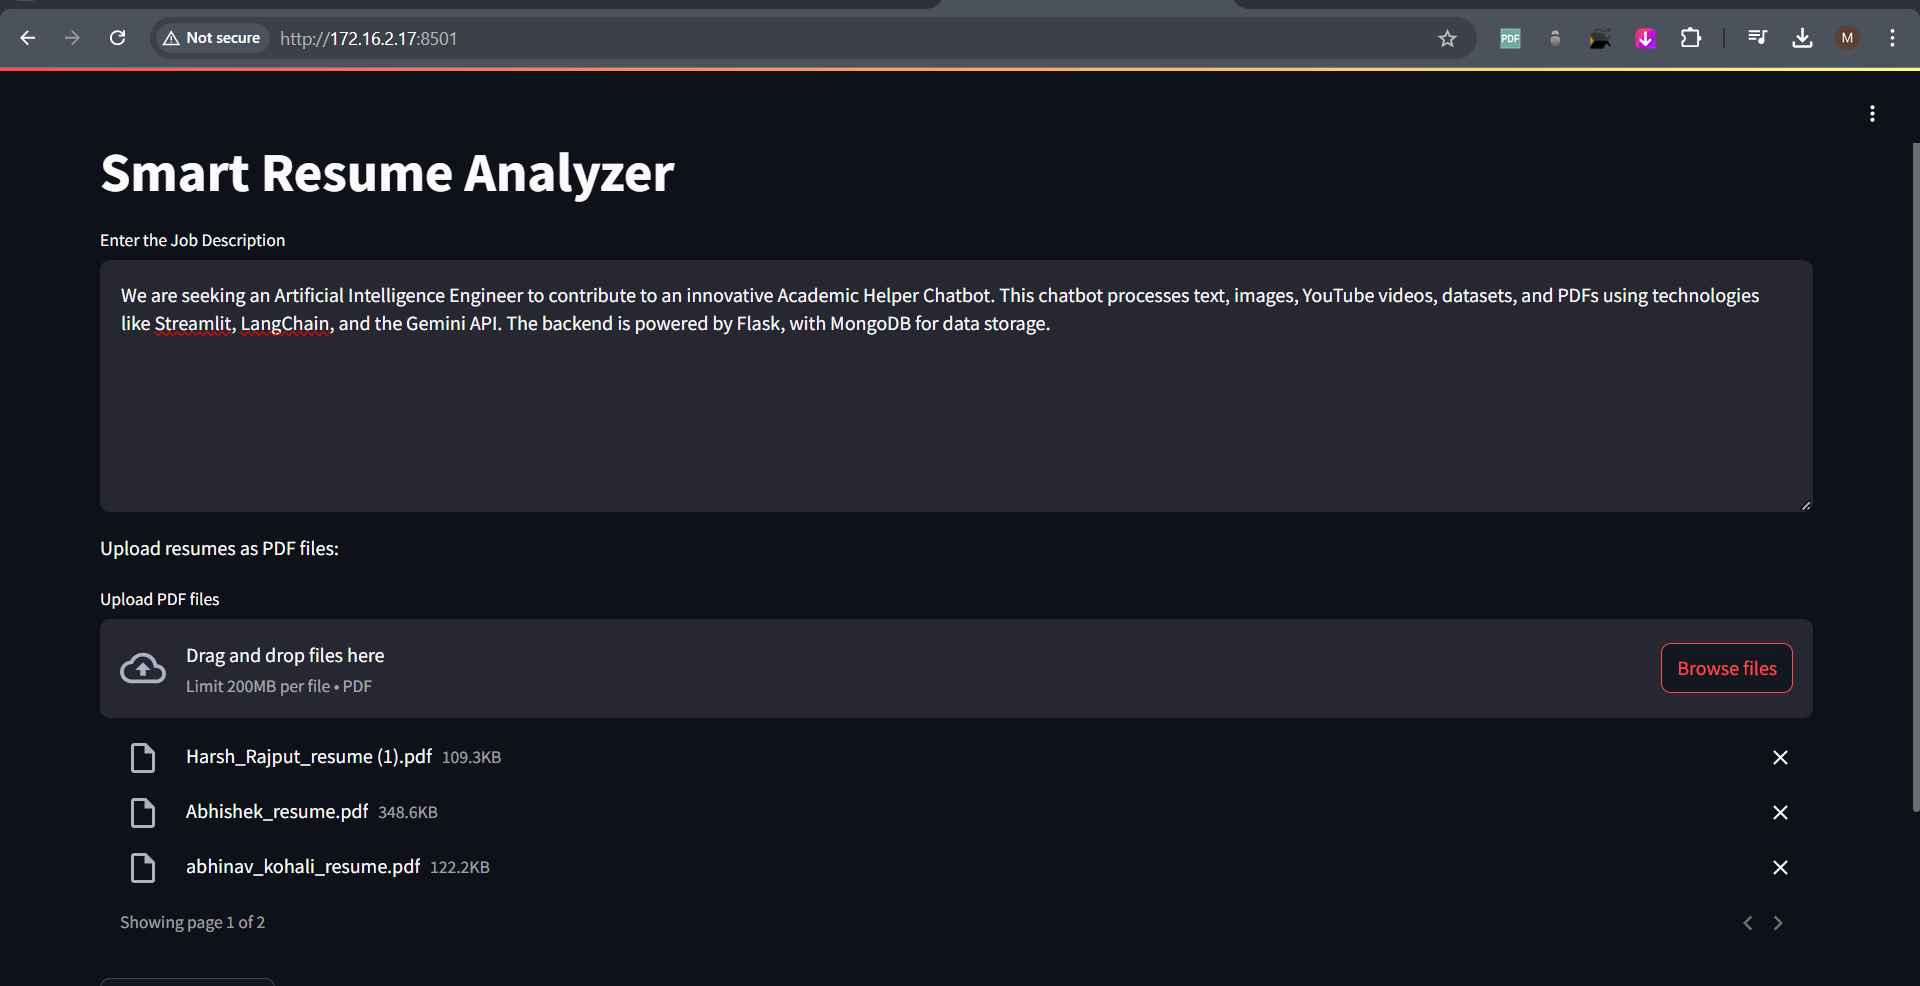 Not secure http://172.16.2.17:8501
PDF
M
Smart Resume Analyzer
Enter the Job Description
We are seeking an Artificial Intelligence Engineer to contribute to an innovative Academic Helper Chatbot. This chatbot processes text, images, YouTube videos, datasets, and PDFs using technologies
like Streamlit, LangChain, and the Gemini API. The backend is powered by Flask, with MongoDB for data storage.
Upload resumes as PDF files:
Upload PDF files
Drag and drop files here
Limit 200MB per file • PDF
Browse files
Harsh_Rajput_resume (1).pdf 109.3KB
Abhishek_resume.pdf 348.6KB
abhinav_kohali_resume.pdf 122.2KB
Showing page 1 of 2